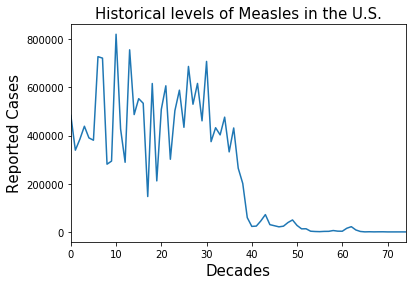 Historical levels of Measles in the U.S.
800000
600000
400000
200000
0
Reported Cases
0 10 20 30 40 50 60 70
Decades